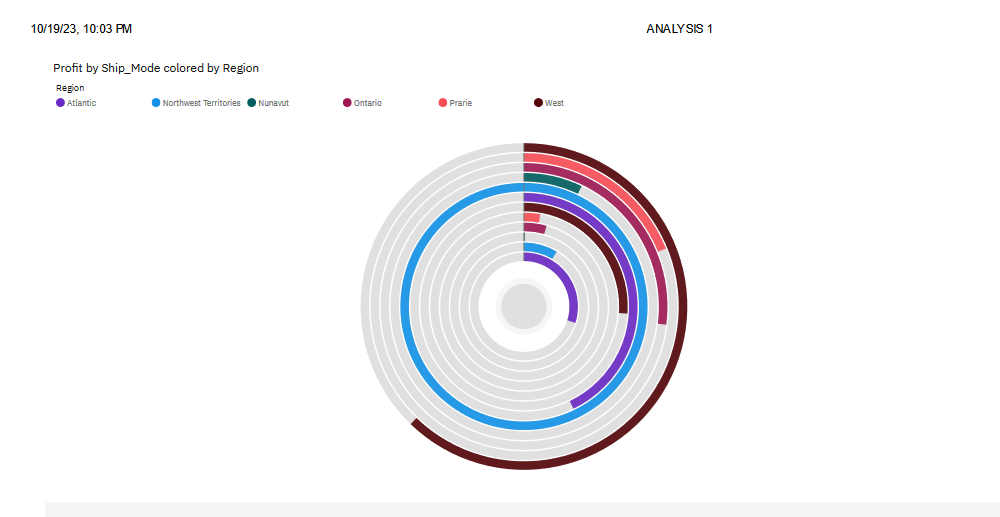 10/19/23, 10:03 PM ANALYSIS 1
Profit by Ship_Mode colored by Region
Region
Atlantic Northwest Territories Nunavut Ontario Prarie West